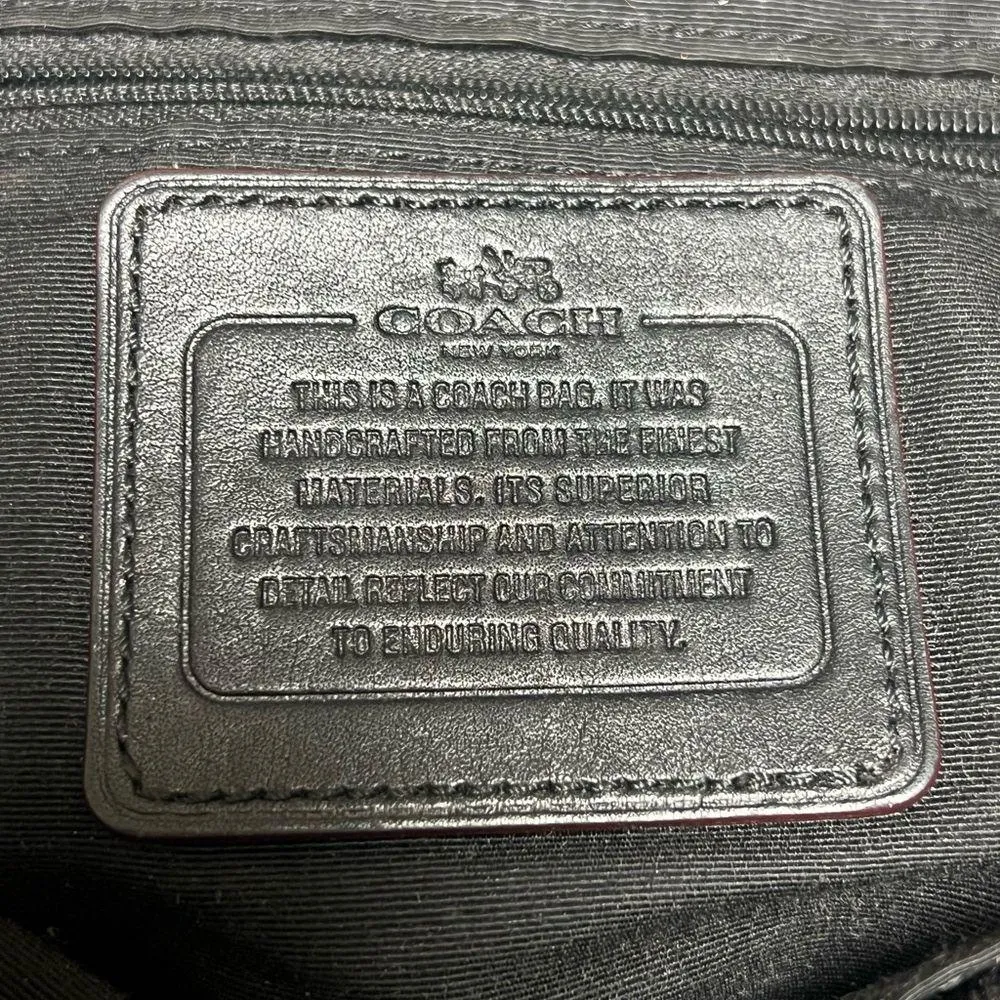 COACH
NEW YORK
THIS IS A COACH BAG. IT WAS
HANDCRAFTED FROM THE FINEST
MATERIALS. ITS SUPERIOR
CRAFTSMANSHIP AND ATTENTION TO
DETAIL REFLECT OUR COMMITMENT
TO ENDURING QUALITY.